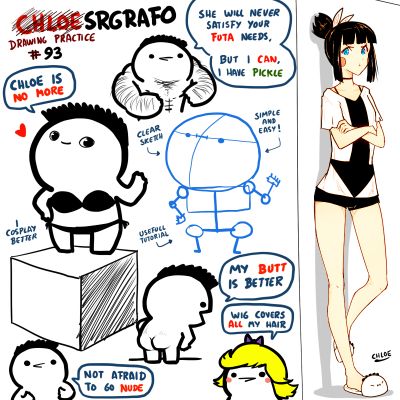 CHLOE SRGRAFO
DRAWING PRACTICE
# 93
SHE WILL NEVER
SATISFY YOUR
FUTA NEEDS,
BUT I CAN,
I HAVE PICKLE
CHLOE IS
NO MORE
CLEAR
SKETCH
SIMPLE
AND
EASY!
I
COSPLAY
BETTER
USEFULL
TUTORIAL
MY BUTT
IS BETTER
WIG COVERS
ALL MY HAIR
NOT AFRAID
TO GO NUDE
CHLOE